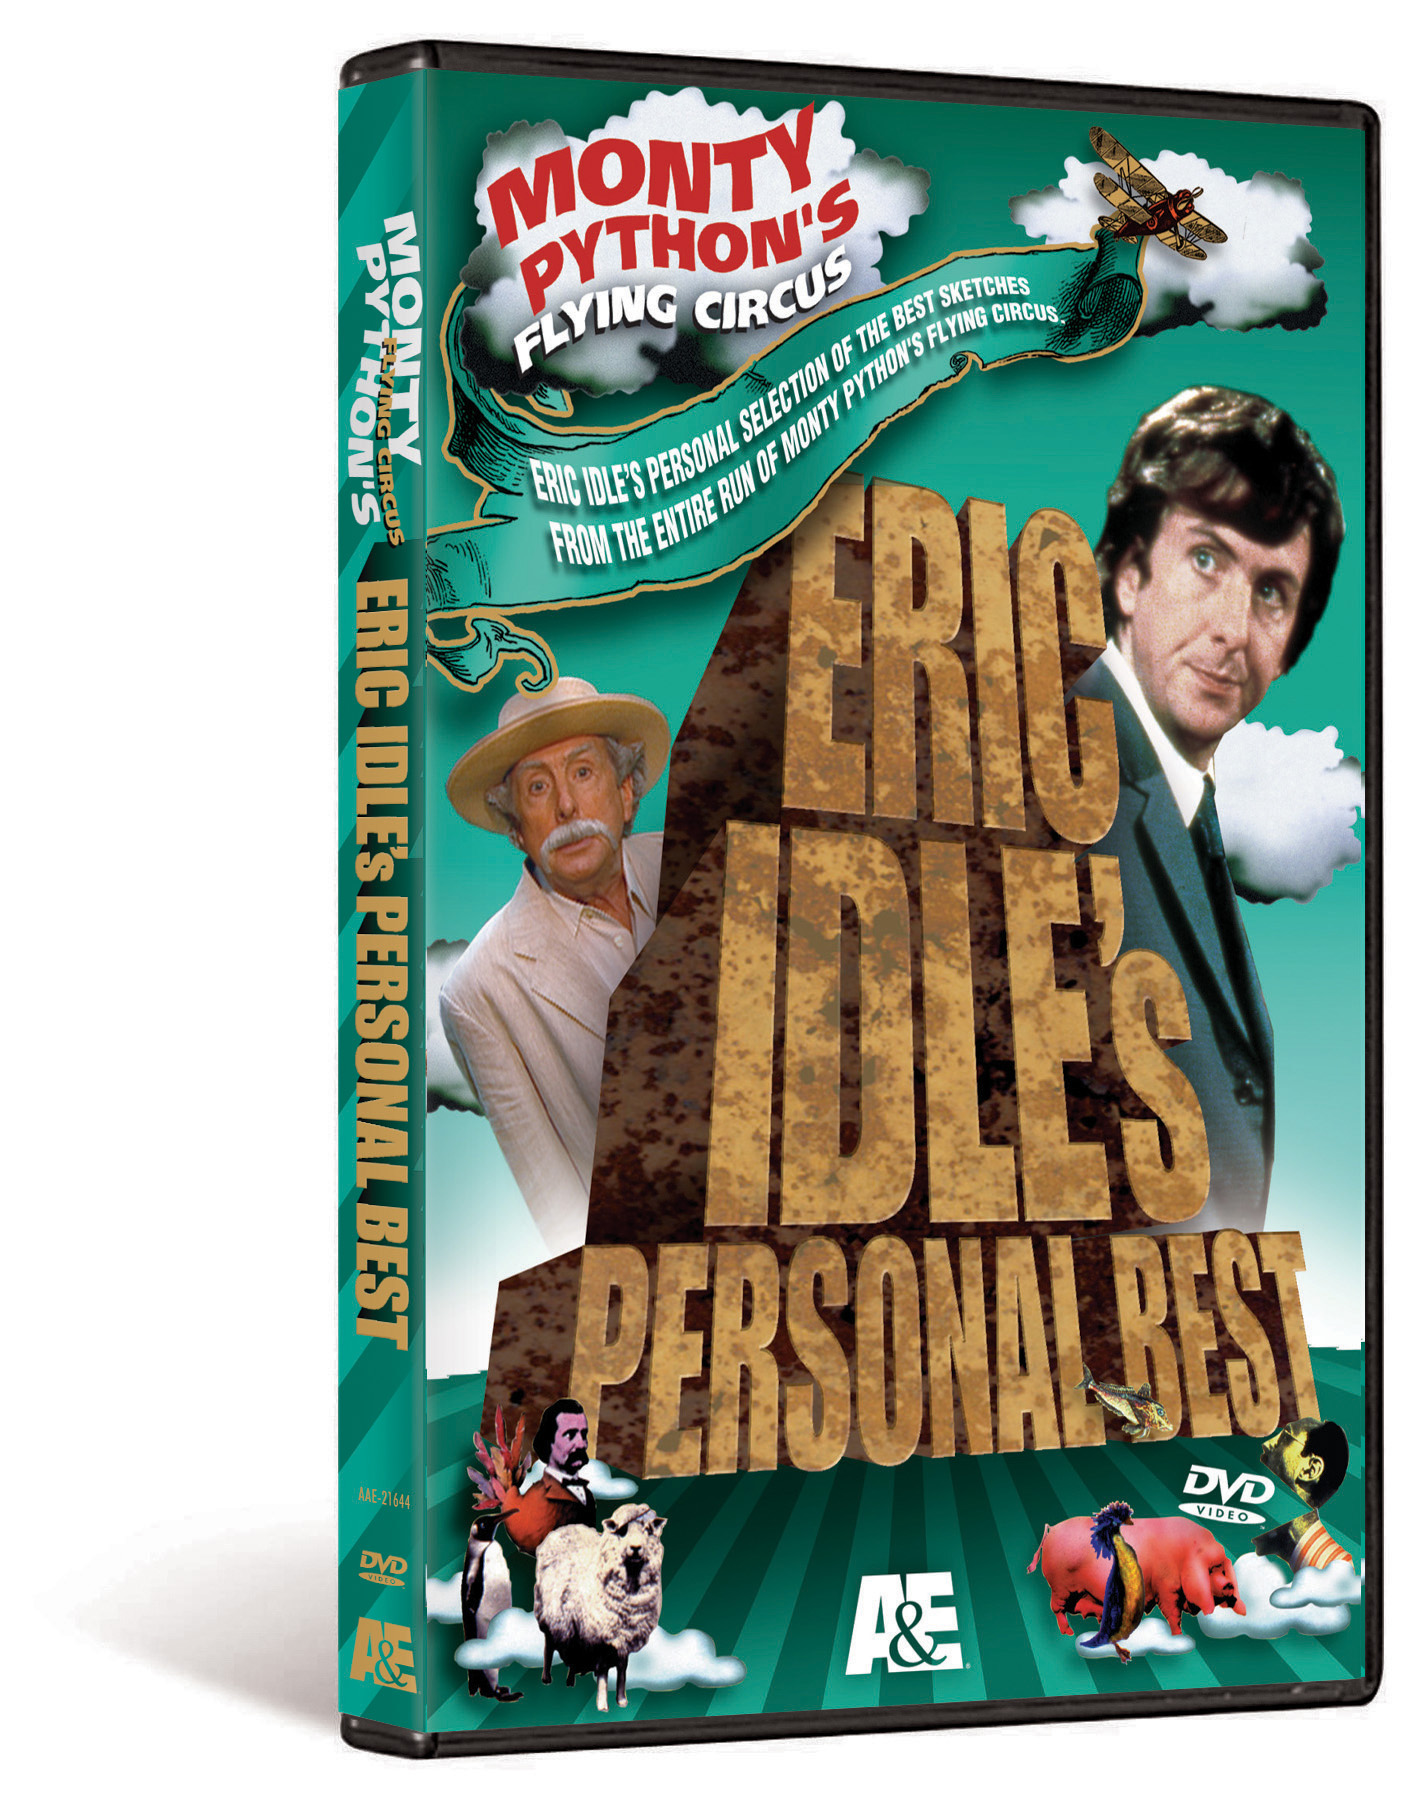 MONTY
PYTHON'S
FLYING CIRCUS
ERIC IDLE'S PERSONAL SELECTION OF THE BEST SKETCHES
FROM THE ENTIRE RUN OF MONTY PYTHON'S FLYING CIRCUS.
ERIC
IDLE's
PERSONAL BEST
DVD
VIDEO
A&E
MONTY
PYTHON'S
FLYING CIRCUS
ERIC IDLE's PERSONAL BEST
AAE-21644
DVD
VIDEO
A&E